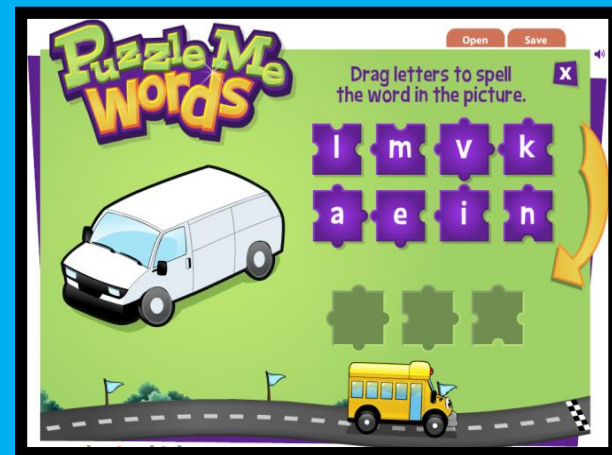 Puzzle Me
Words
Open Save
Drag letters to spell
the word in the picture.
X
l m v k
a e i n